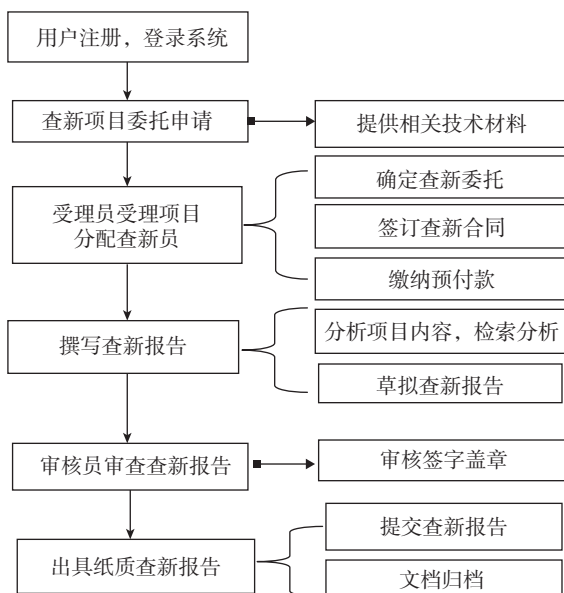 用户注册，登录系统
查新项目委托申请
提供相关技术材料
受理员受理项目
分配查新员
确定查新委托
签订查新合同
缴纳预付款
撰写查新报告
分析项目内容，检索分析
草拟查新报告
审核员审查查新报告
审核签字盖章
出具纸质查新报告
提交查新报告
文档归档